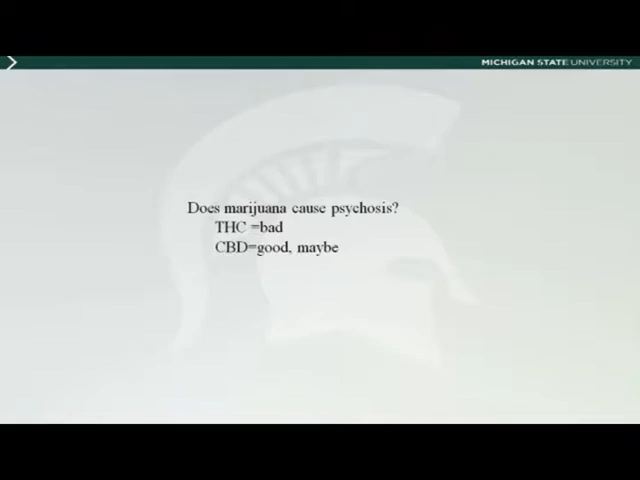 MICHIGAN STATE UNIVERSITY
Does marijuana cause psychosis?
THC =bad
CBD=good, maybe